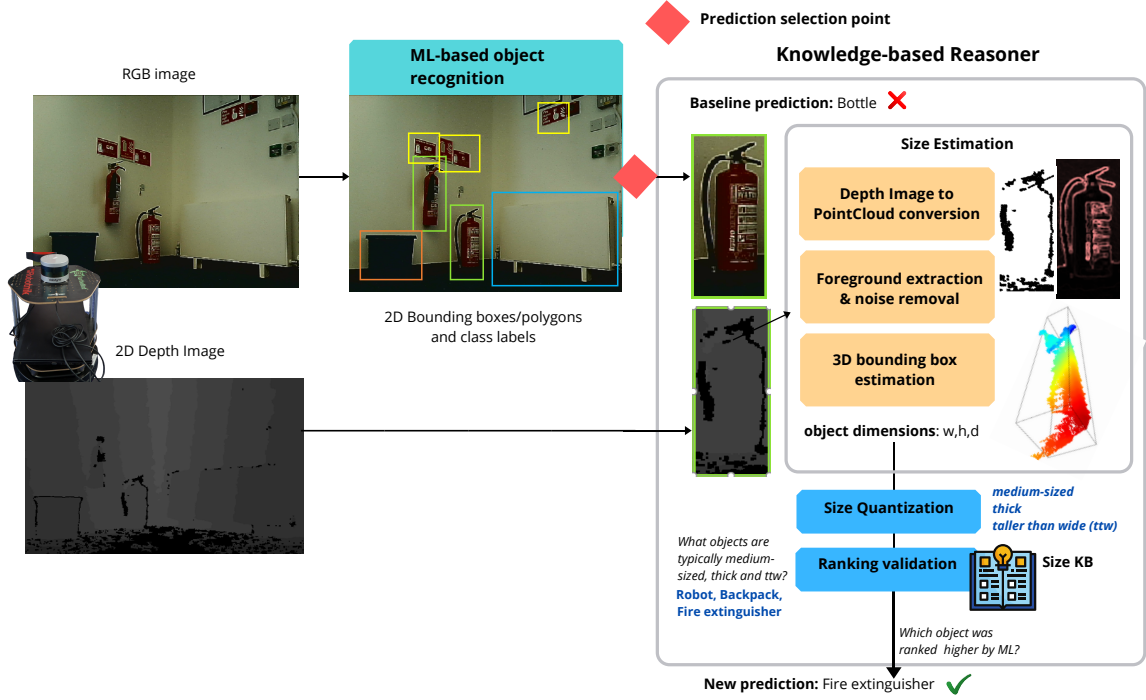 Prediction selection point
Knowledge-based Reasoner
RGB image
ML-based object
recognition
Baseline prediction: Bottle
Size Estimation
Depth Image to
PointCloud conversion
Foreground extraction
& noise removal
3D bounding box
estimation
object dimensions: w,h,d
2D Bounding boxes/polygons
and class labels
2D Depth Image
Size Quantization
medium-sized
thick
taller than wide (ttw)
What objects are
typically medium-
sized, thick and ttw?
Robot, Backpack,
Fire extinguisher
Ranking validation
Size KB
Which object was
ranked higher by ML?
New prediction: Fire extinguisher